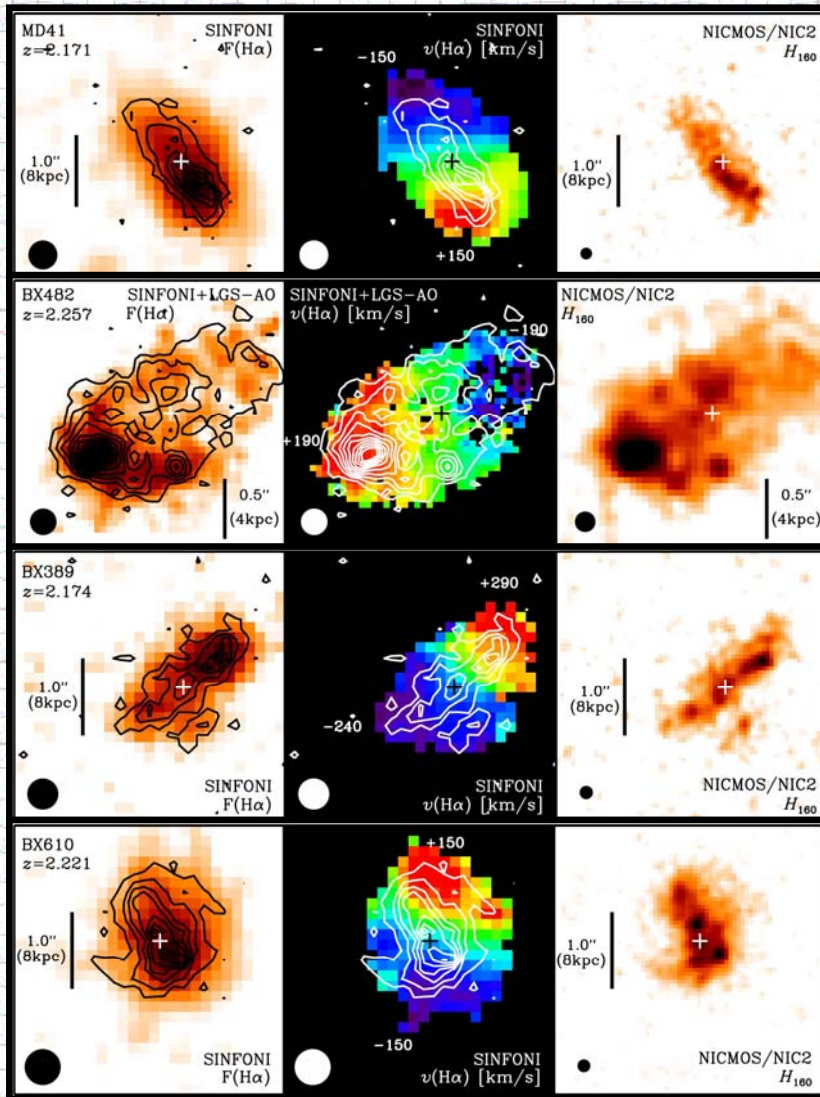 MD41
z=2.171
SINFONI
F(Hα)
1.0"
(8kpc)
SINFONI
v(Hα) [km/s]
-150
+150
NICMOS/NIC2
H160
1.0"
(8kpc)
BX482
z=2.257
SINFONI+LGS-AO
F(Hα)
0.5"
(4kpc)
SINFONI+LGS-AO
v(Hα) [km/s]
-190
+190
NICMOS/NIC2
H160
0.5"
(4kpc)
BX389
z=2.174
1.0"
(8kpc)
SINFONI
F(Hα)
+290
-240
SINFONI
v(Hα) [km/s]
1.0"
(8kpc)
NICMOS/NIC2
H160
BX610
z=2.221
1.0"
(8kpc)
SINFONI
F(Hα)
+150
-150
SINFONI
v(Hα) [km/s]
1.0"
(8kpc)
NICMOS/NIC2
H160